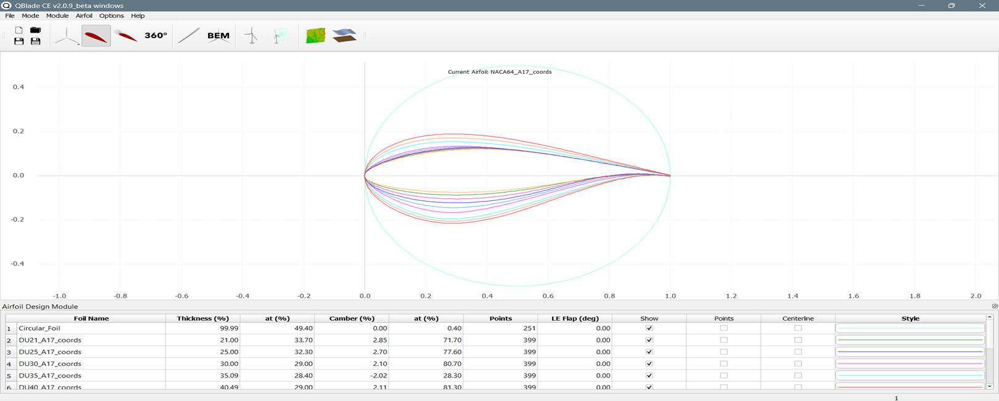 QBlade CE v2.0.9_beta windows
File Mode Module Airfoil Options Help
360° BEM
Current Airfoil: NACA64_A17_coords
0.4
0.2
0.0
-0.2
-0.4
-1.0 -0.8 -0.6 -0.4 -0.2 0.0 0.2 0.4 0.6 0.8 1.0 1.2 1.4 1.6 1.8 2.0
Airfoil Design Module
Foil Name Thickness (%) at (%) Camber (%) at (%) Points LE Flap (deg) Show Points Centerline Style
1 Circular_Foil 99.99 49.40 0.00 0.40 251 0.00
2 DU21_A17_coords 21.00 33.70 2.85 71.70 399 0.00
3 DU25_A17_coords 25.00 32.30 2.70 77.60 399 0.00
4 DU30_A17_coords 30.00 29.00 2.10 80.70 399 0.00
5 DU35_A17_coords 35.09 28.40 -2.02 28.30 399 0.00
6 DU40_A17_coords 40.49 29.00 2.11 81.30 399 0.00
1